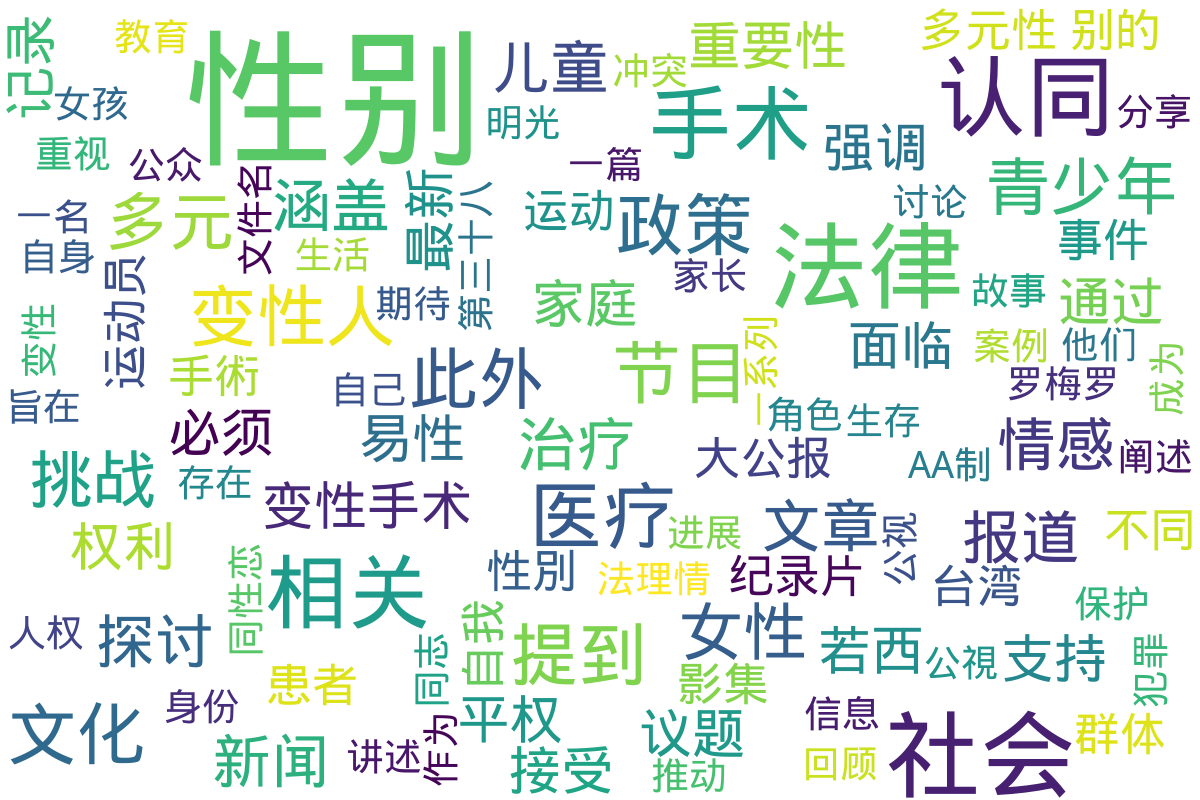 记录
教育
性别
儿童
冲突
重要性
多元性 别的
女孩
明光
手术
认同
分享
重视
公众
文件名
一篇
强调
一名
多元
涵盖
最新
第三十八
运动
政策
讨论
青少年
自身
生活
家长
法律
事件
运动员
变性人
期待
家庭
故事
通过
变性
手術
自己
此外
节目
一系列
面临
案例
他们
成为
旨在
必须
易性
治疗
大公报
角色
生存
罗梅罗
情感
阐述
挑战
存在
变性手术
AA制
医疗
进展
文章
公视
报道
不同
权利
同性恋
相关
性別
法理情
纪录片
台湾
保护
人权
探讨
同志
自我
提到
女性
若西
公視
支持
犯罪
患者
影集
身份
文化
平权
议题
信息
社会
群体
新闻
讲述
作为
接受
推动
回顾